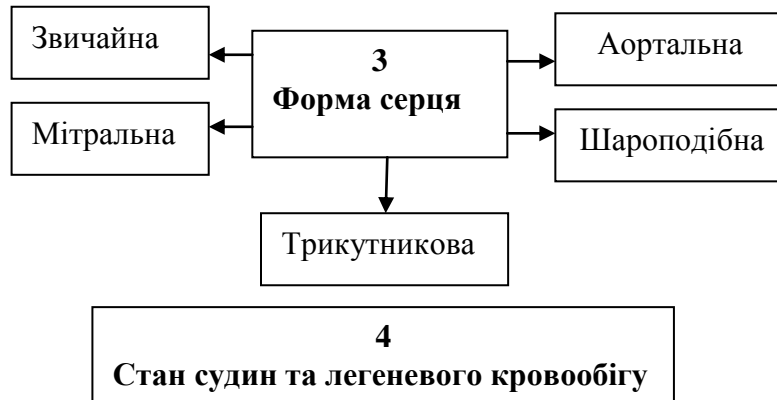 Звичайна
3
Форма серця
Аортальна
Мітральна
Шароподібна
Трикутникова
4
Стан судин та легеневого кровообігу